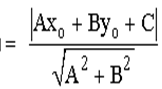 = |Ax₀ + By₀ + C| / √(A² + B²)